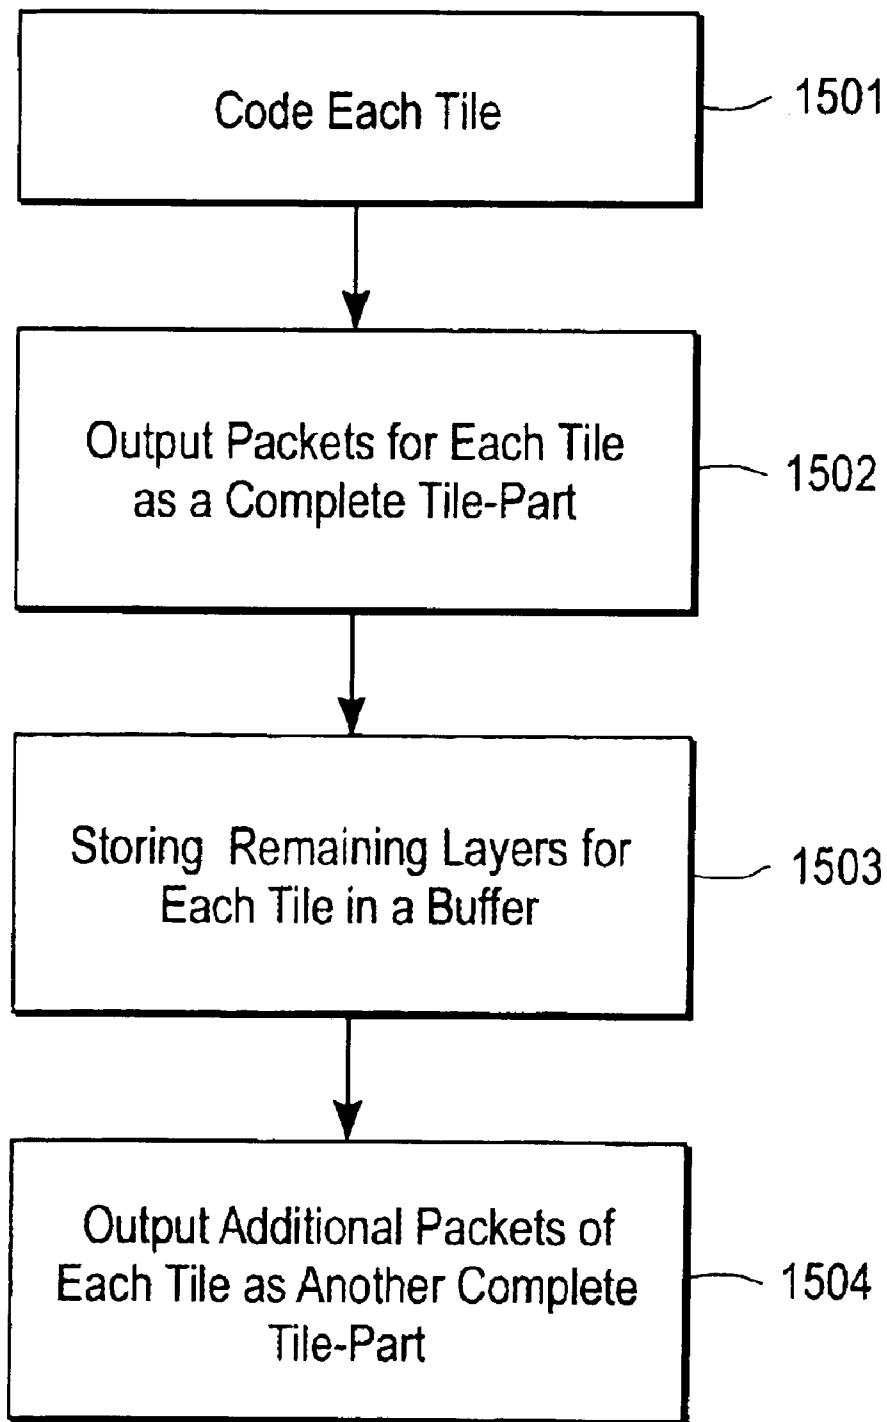 Code Each Tile
1501
Output Packets for Each Tile
as a Complete Tile-Part
1502
Storing Remaining Layers for
Each Tile in a Buffer
1503
Output Additional Packets of
Each Tile as Another Complete
Tile-Part
1504